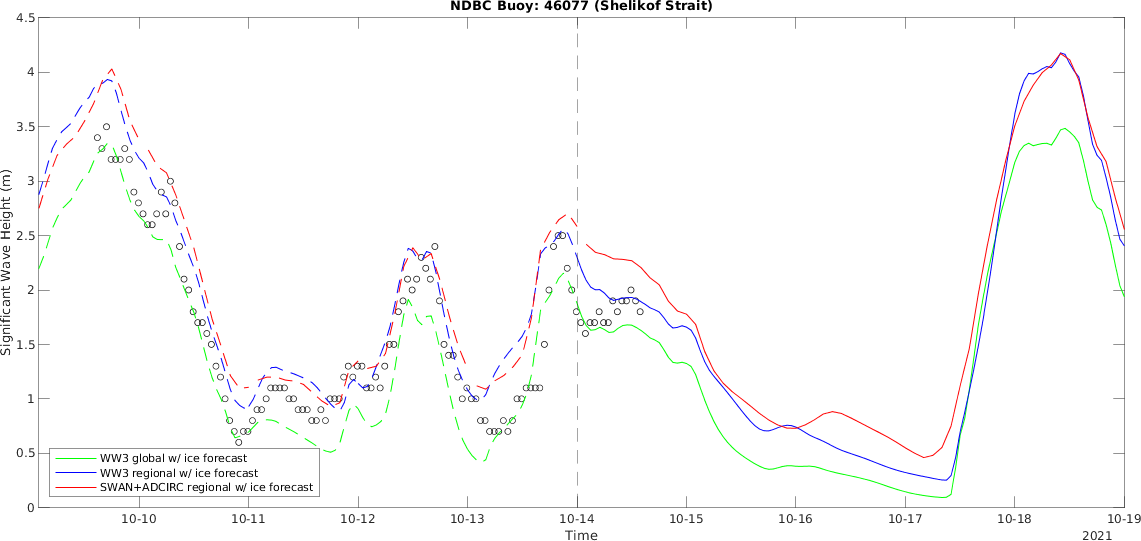 NDBC Buoy: 46077 (Shelikof Strait)
Significant Wave Height (m)
4.5
4
3.5
3
2.5
2
1.5
1
0.5
0
WW3 global w/ ice forecast
WW3 regional w/ ice forecast
SWAN+ADCIRC regional w/ ice forecast
10-10 10-11 10-12 10-13 10-14 10-15 10-16 10-17 10-18 10-19
Time
2021